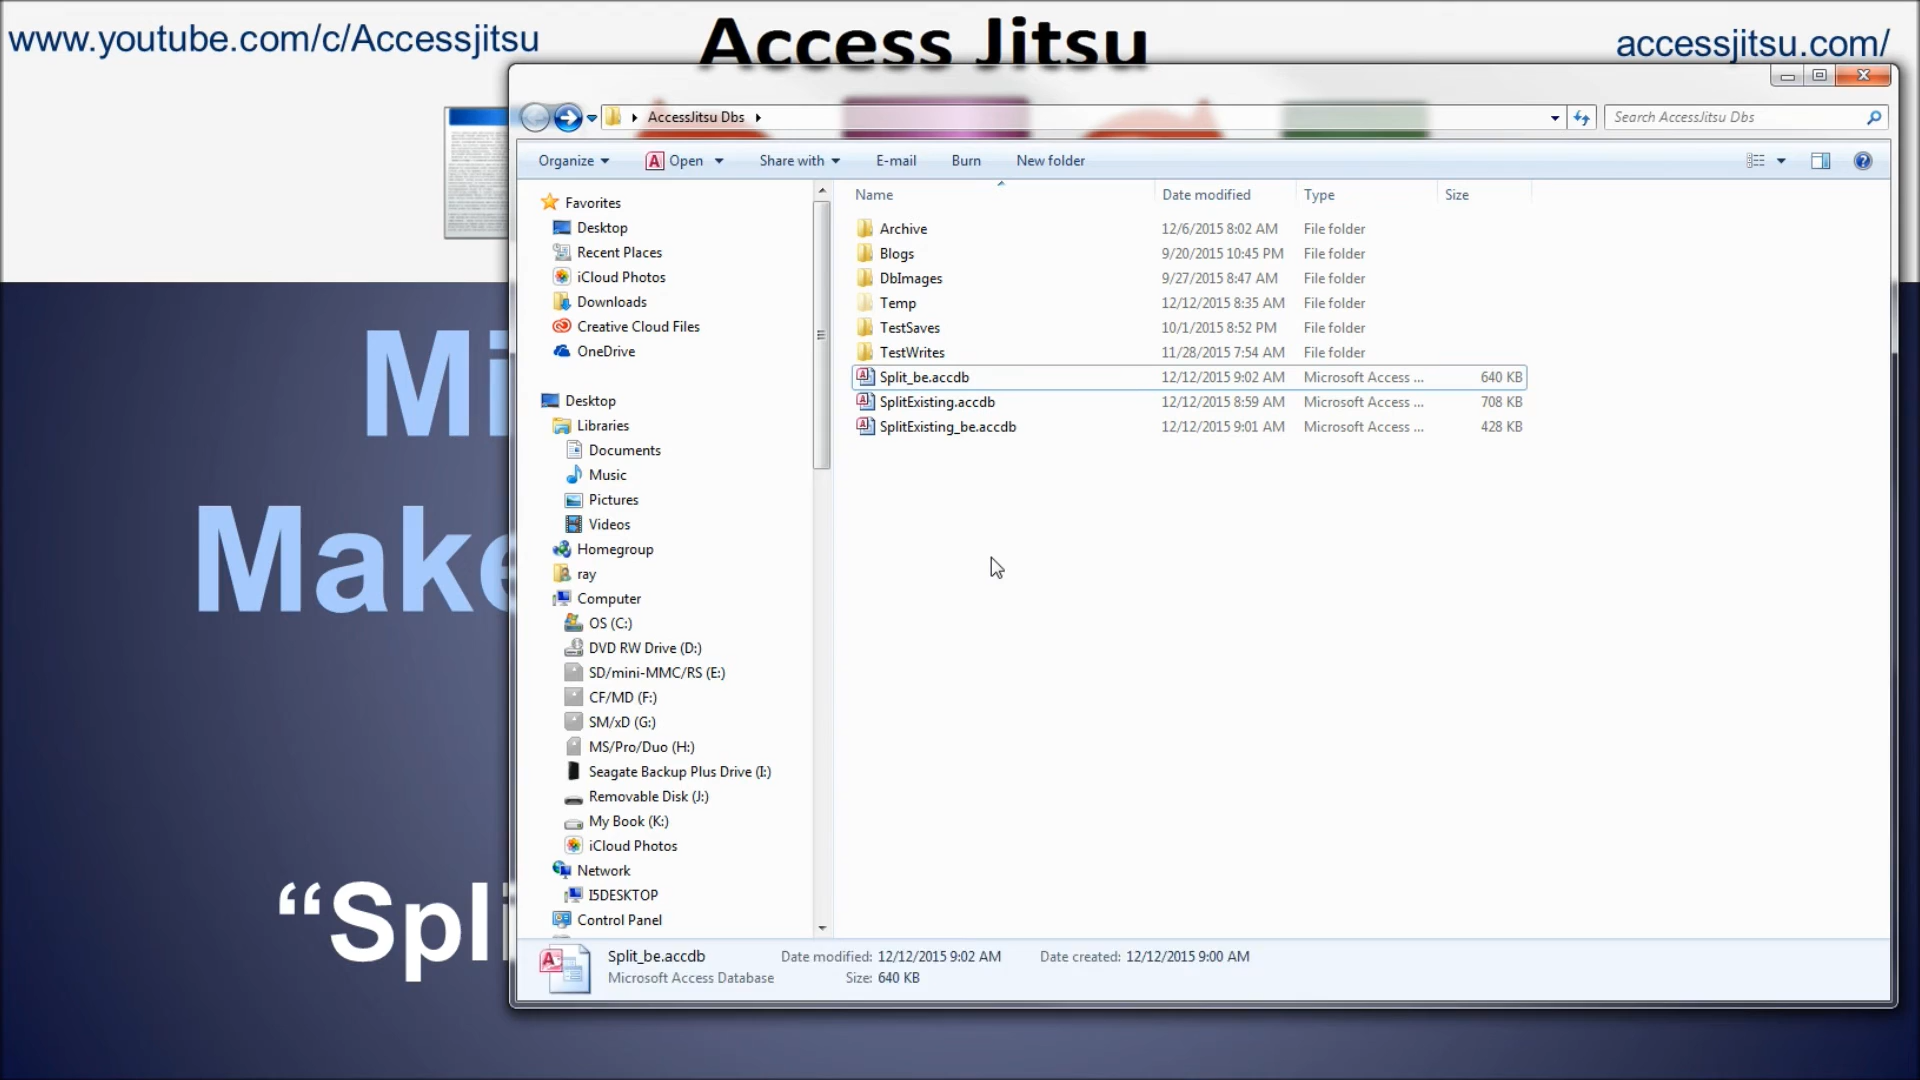 www.youtube.com/c/Accessjitsu
Access Jitsu
accessjitsu.com/
AccessJitsu Dbs
Search AccessJitsu Dbs
Organize
Open
Share with
E-mail
Burn
New folder
Favorites
Desktop
Recent Places
iCloud Photos
Downloads
Creative Cloud Files
OneDrive
Desktop
Libraries
Documents
Music
Pictures
Videos
Homegroup
ray
Computer
OS (C:)
DVD RW Drive (D:)
SD/mini-MMC/RS (E:)
CF/MD (F:)
SM/xD (G:)
MS/Pro/Duo (H:)
Seagate Backup Plus Drive (I:)
Removable Disk (J:)
My Book (K:)
iCloud Photos
Network
I5DESKTOP
Control Panel
Name Date modified Type Size
Archive 12/6/2015 8:02 AM File folder
Blogs 9/20/2015 10:45 PM File folder
DbImages 9/27/2015 8:47 AM File folder
Temp 12/12/2015 8:35 AM File folder
TestSaves 10/1/2015 8:52 PM File folder
TestWrites 11/28/2015 7:54 AM File folder
Split_be.accdb 12/12/2015 9:02 AM Microsoft Access ... 640 KB
SplitExisting.accdb 12/12/2015 8:59 AM Microsoft Access ... 708 KB
SplitExisting_be.accdb 12/12/2015 9:01 AM Microsoft Access ... 428 KB
Split_be.accdb Date modified: 12/12/2015 9:02 AM Date created: 12/12/2015 9:00 AM
Microsoft Access Database Size: 640 KB
Mi
Make
“Spli